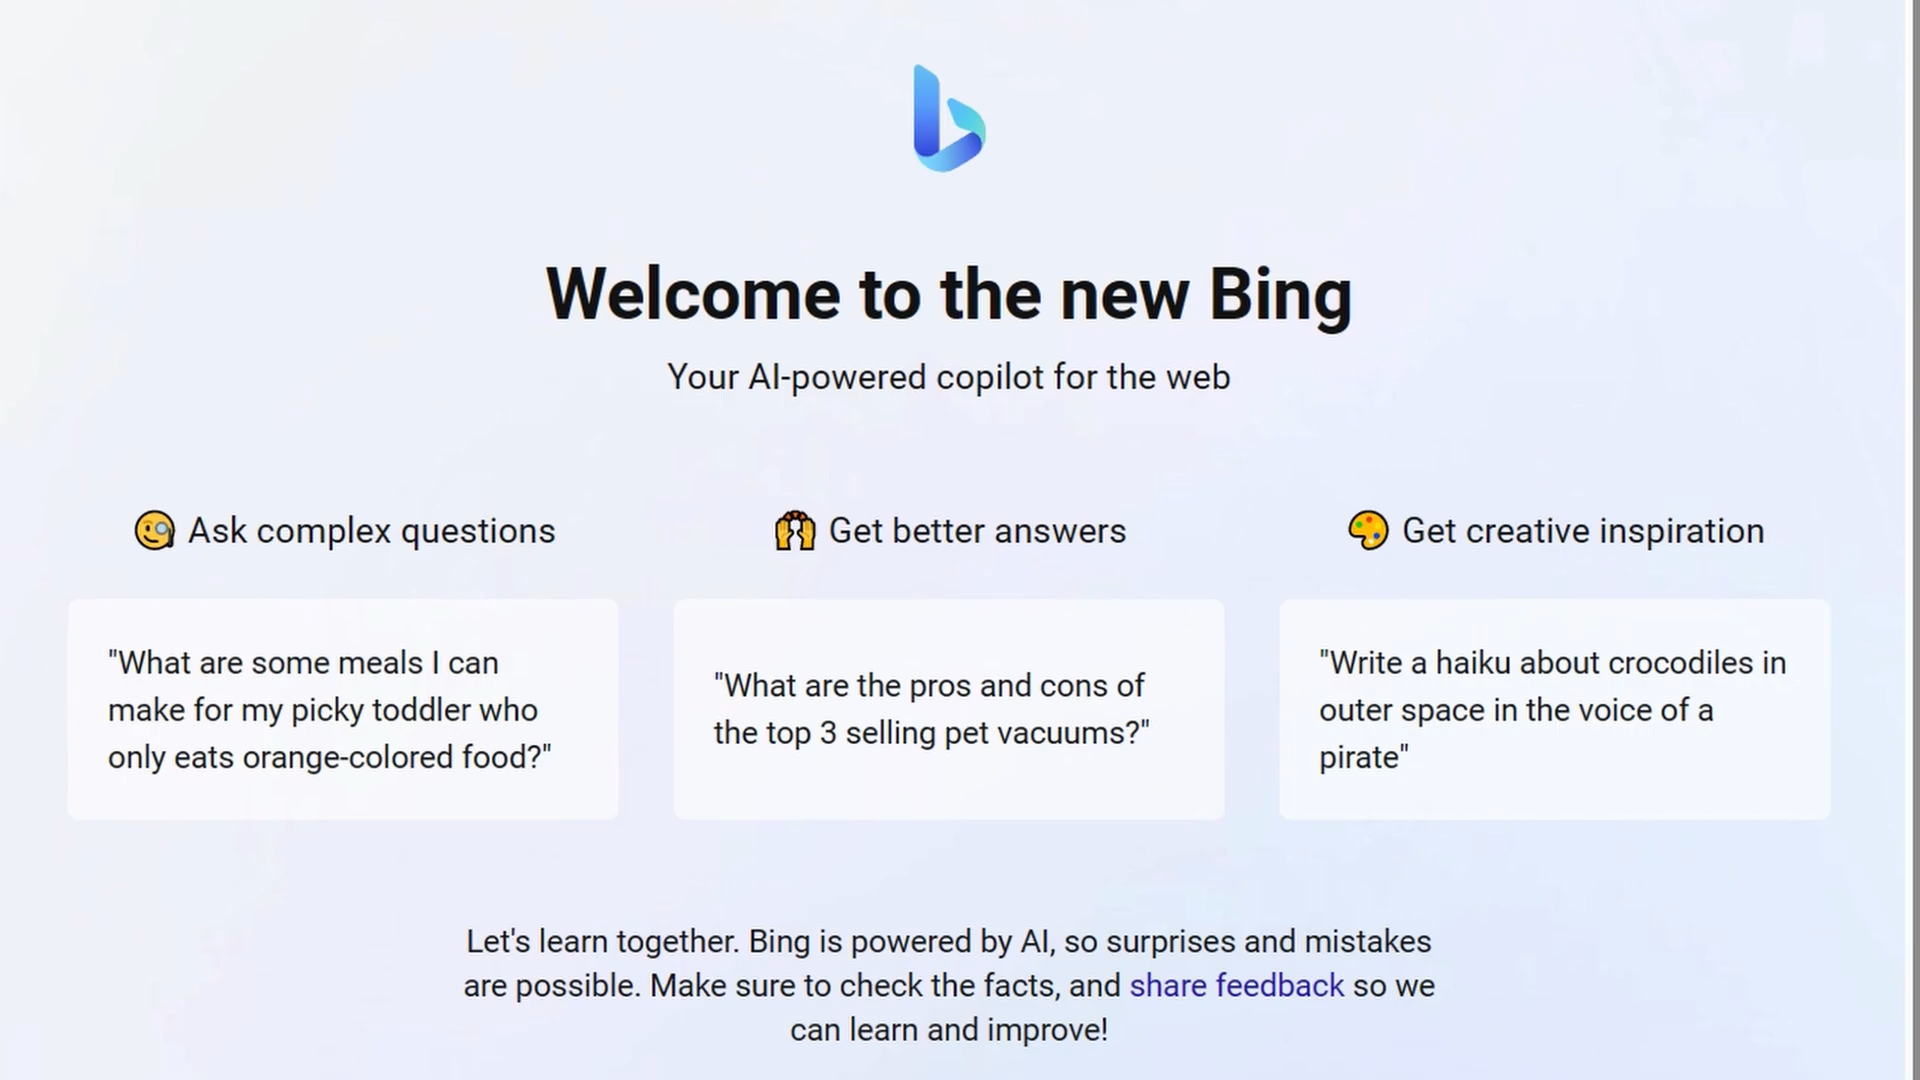 Welcome to the new Bing
Your AI-powered copilot for the web
Ask complex questions
"What are some meals I can
make for my picky toddler who
only eats orange-colored food?"
Get better answers
"What are the pros and cons of
the top 3 selling pet vacuums?"
Get creative inspiration
"Write a haiku about crocodiles in
outer space in the voice of a
pirate"
Let's learn together. Bing is powered by AI, so surprises and mistakes
are possible. Make sure to check the facts, and share feedback so we
can learn and improve!